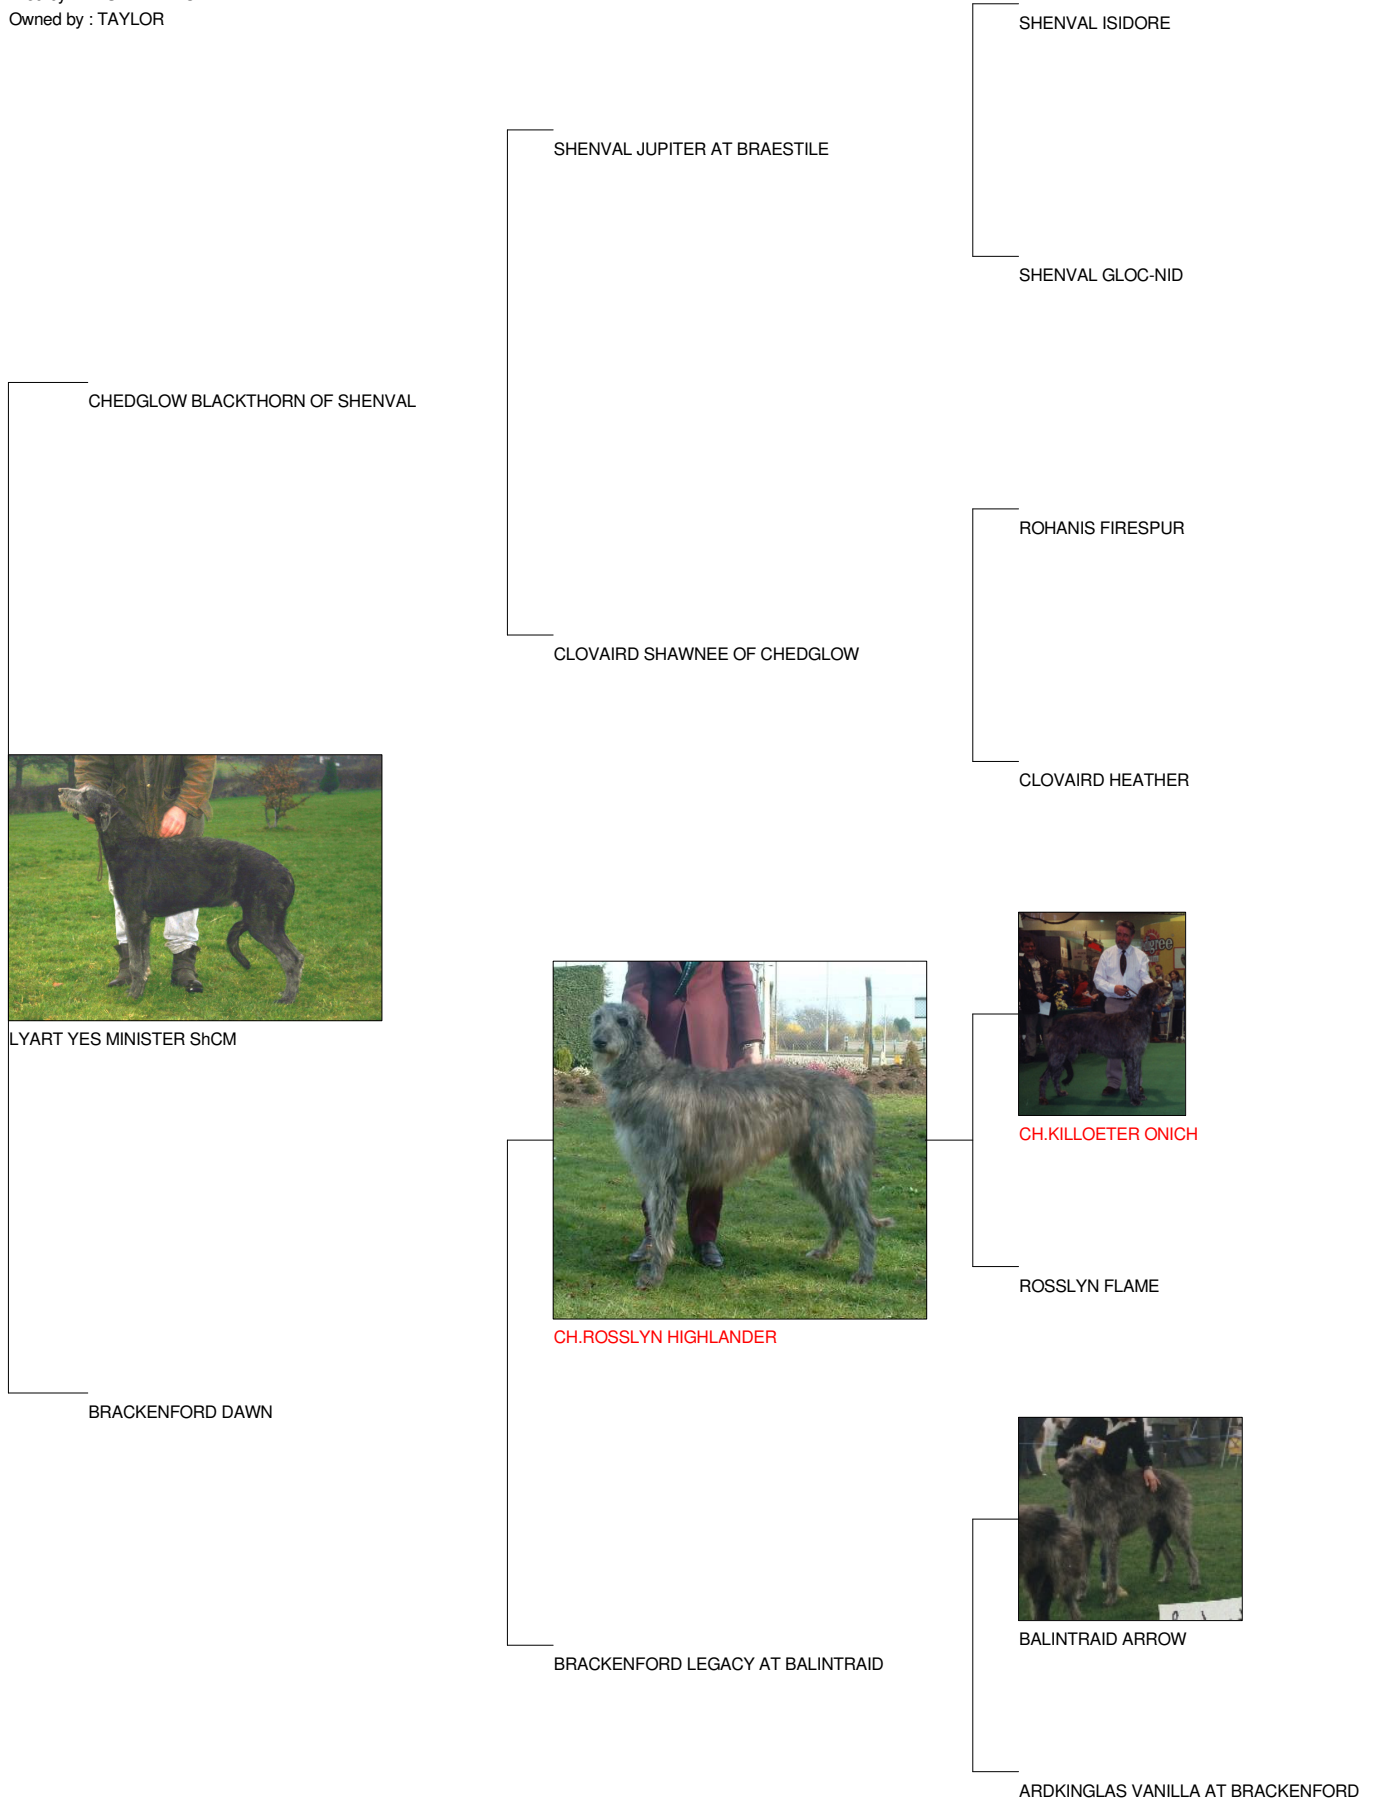 Owned by : TAYLOR
SHENVAL ISIDORE
SHENVAL JUPITER AT BRAESTILE
SHENVAL GLOC-NID
CHEDGLOW BLACKTHORN OF SHENVAL
ROHANIS FIRESPUR
CLOVAIRD SHAWNEE OF CHEDGLOW
CLOVAIRD HEATHER
LYART YES MINISTER ShCM
CH.KILLOETER ONICH
ROSSLYN FLAME
CH.ROSSLYN HIGHLANDER
BRACKENFORD DAWN
BALINTRAID ARROW
BRACKENFORD LEGACY AT BALINTRAID
ARDKINGLAS VANILLA AT BRACKENFORD